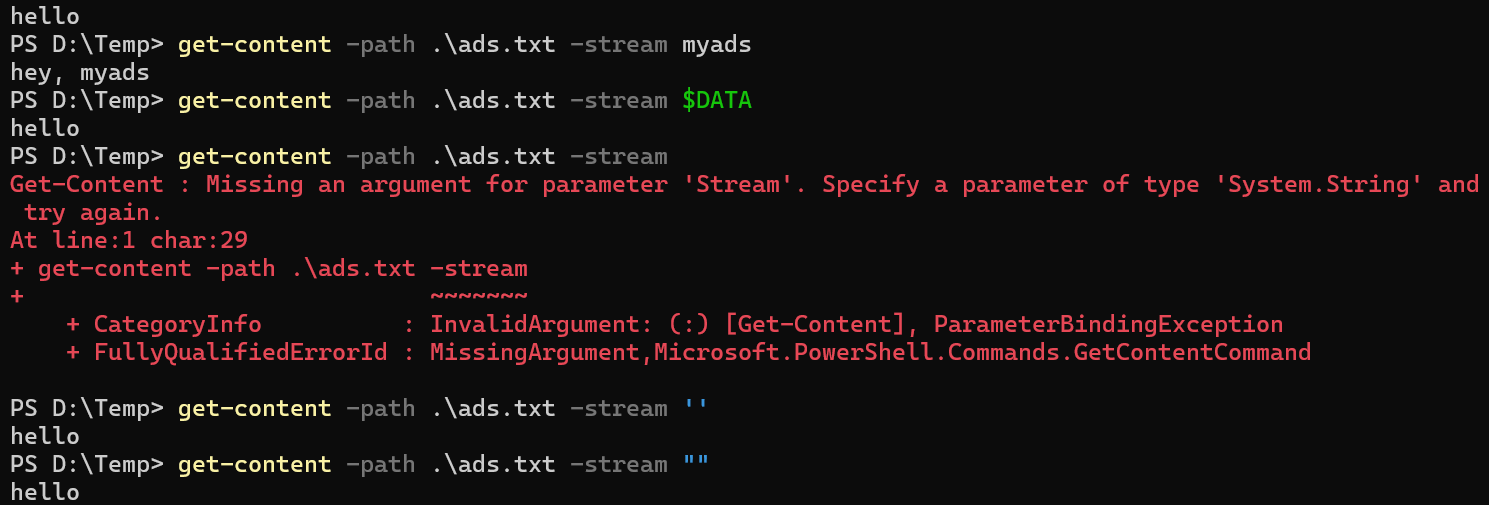 hello
PS D:\Temp> get-content -path .\ads.txt -stream myads
hey, myads
PS D:\Temp> get-content -path .\ads.txt -stream $DATA
hello
PS D:\Temp> get-content -path .\ads.txt -stream
Get-Content : Missing an argument for parameter 'Stream'. Specify a parameter of type 'System.String' and
 try again.
At line:1 char:29
+ get-content -path .\ads.txt -stream
+                             ~~~~~~~
    + CategoryInfo          : InvalidArgument: (:) [Get-Content], ParameterBindingException
    + FullyQualifiedErrorId : MissingArgument,Microsoft.PowerShell.Commands.GetContentCommand

PS D:\Temp> get-content -path .\ads.txt -stream ''
hello
PS D:\Temp> get-content -path .\ads.txt -stream ""
hello